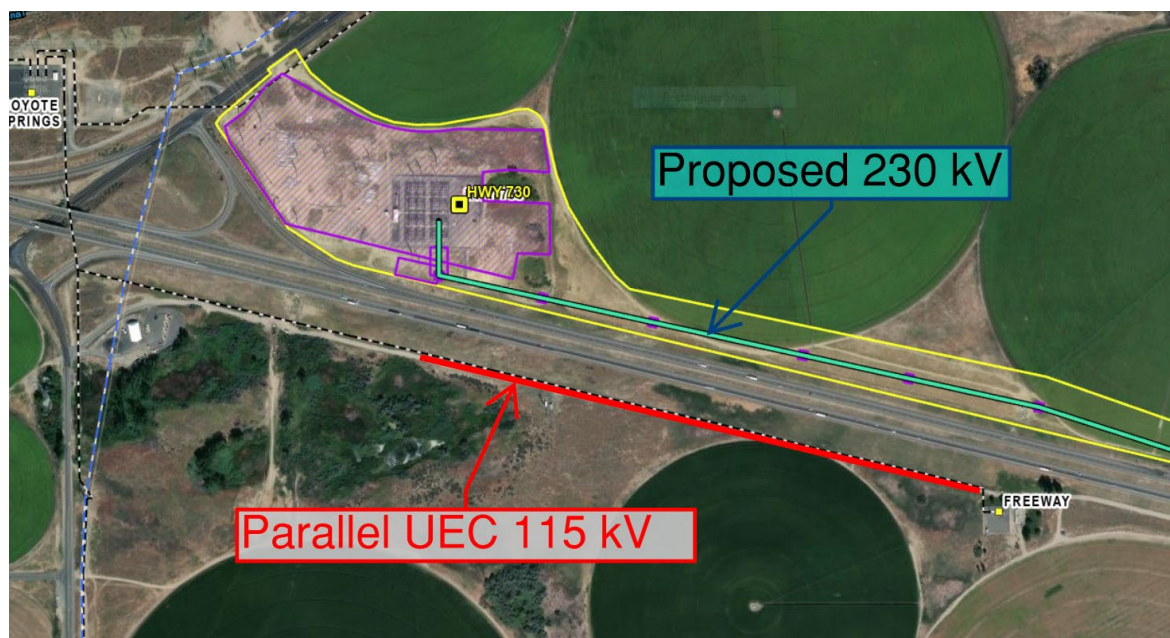 OYOTE
PRINGS
HWY 730
Proposed 230 kV
FREEWAY
Parallel UEC 115 kV